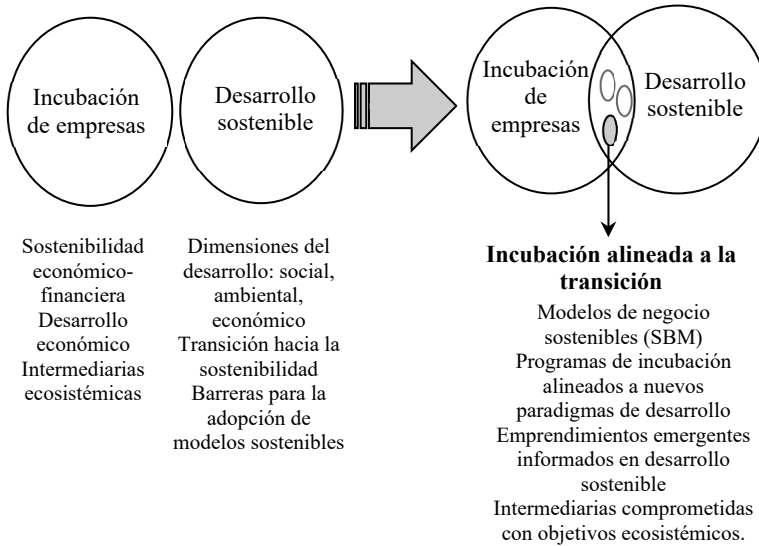 Incubación
de empresas
Desarrollo
sostenible
Incubación
de
empresas
Desarrollo
sostenible
Sostenibilidad
económico-
financiera
Desarrollo
económico
Intermediarias
ecosistémicas
Dimensiones del
desarrollo: social,
ambiental,
económico
Transición hacia la
sostenibilidad
Barreras para la
adopción de
modelos sostenibles
Incubación alineada a la
transición
Modelos de negocio
sostenibles (SBM)
Programas de incubación
alineados a nuevos
paradigmas de desarrollo
Emprendimientos emergentes
informados en desarrollo
sostenible
Intermediarias comprometidas
con objetivos ecosistémicos.